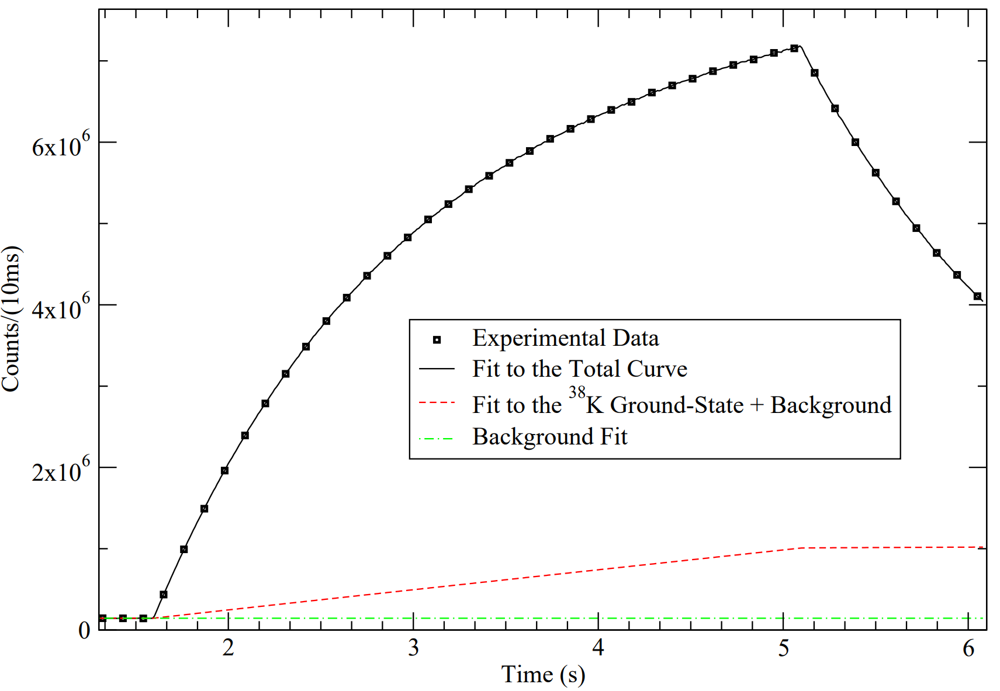 6x10^6
4x10^6
2x10^6
0
Counts/(10ms)
Experimental Data
Fit to the Total Curve
Fit to the ^38K Ground-State + Background
Background Fit
2 3 4 5 6
Time (s)